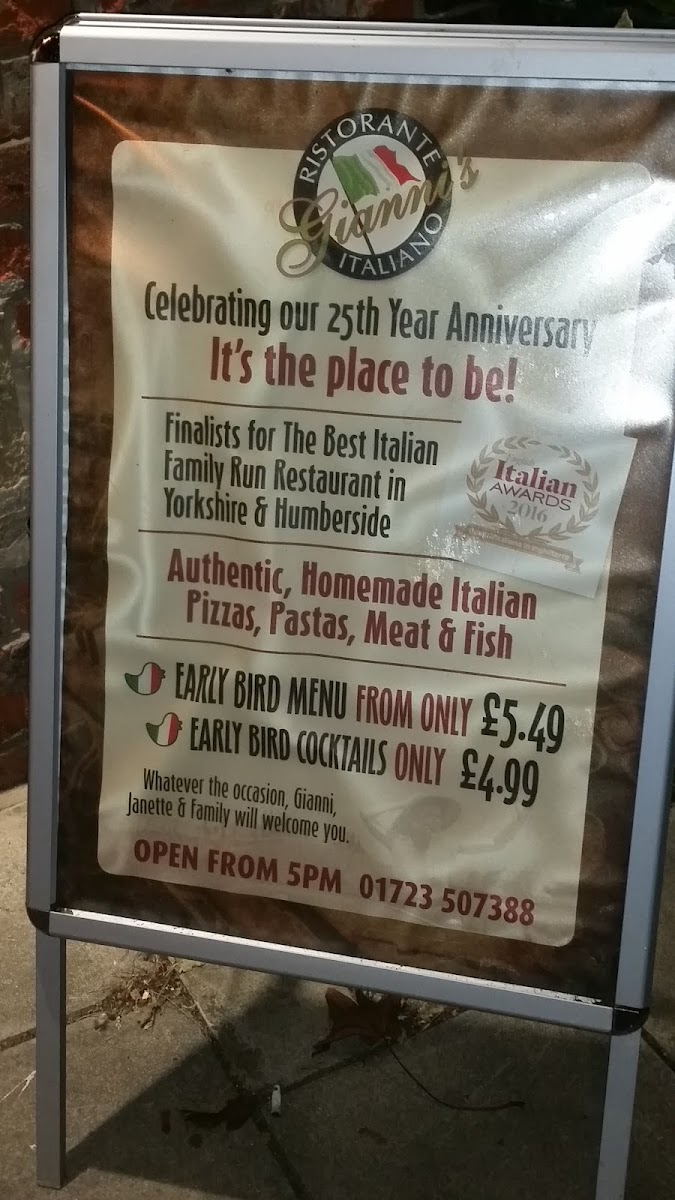 RISTORANTE
Gianni's
ITALIANO
Celebrating our 25th Year Anniversary
It's the place to be!
Finalists for The Best Italian
Family Run Restaurant in
Yorkshire & Humberside
Italian
AWARDS
2016
Authentic, Homemade Italian
Pizzas, Pastas, Meat & Fish
EARLY BIRD MENU FROM ONLY £5.49
EARLY BIRD COCKTAILS ONLY £4.99
Whatever the occasion, Gianni,
Janette & Family will welcome you.
OPEN FROM 5PM 01723 507388